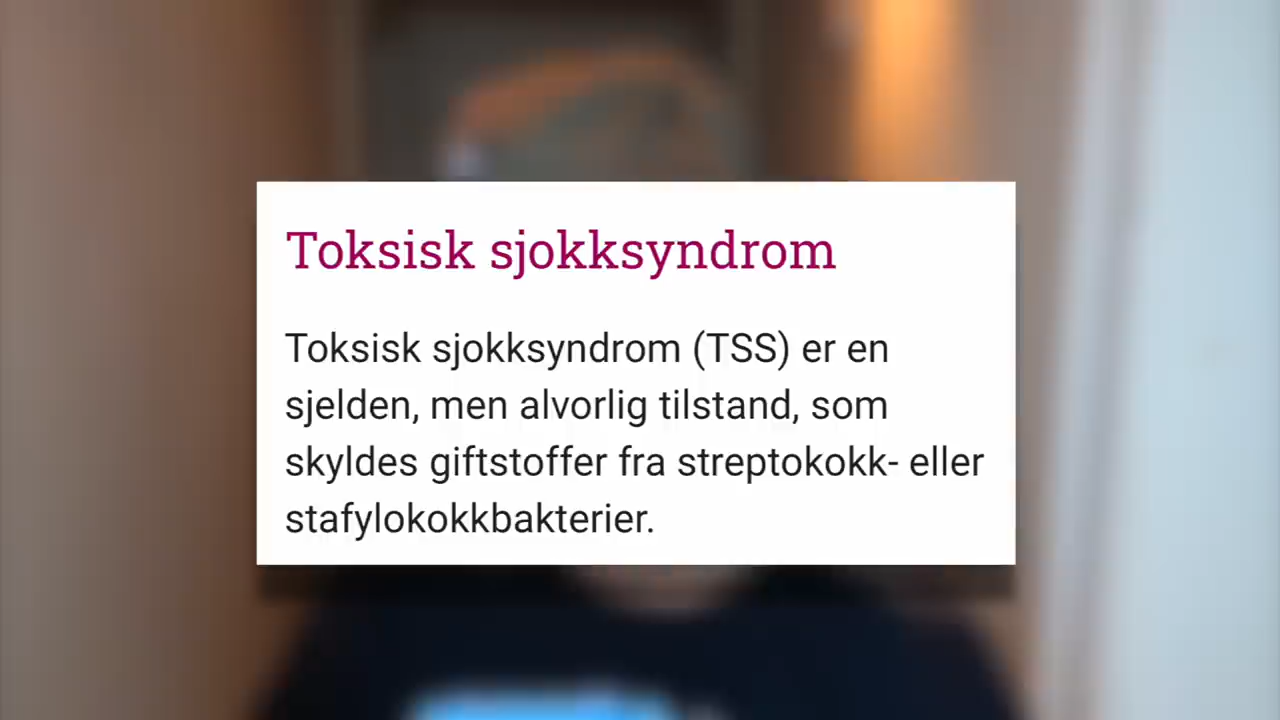 Toksisk sjokksyndrom
Toksisk sjokksyndrom (TSS) er en
sjelden, men alvorlig tilstand, som
skyldes giftstoffer fra streptokokk- eller
stafylokokkbakterier.